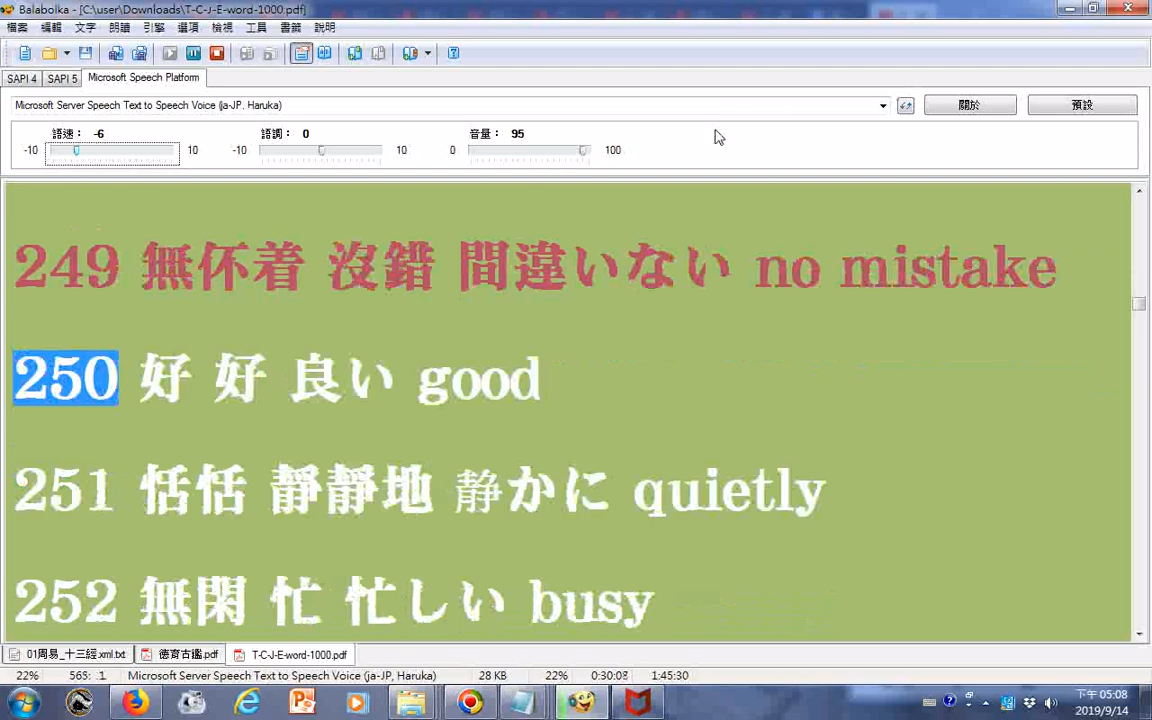 Balabolka - [C:\user\Downloads\T-C-J-E-word-1000.pdf]
檔案 編輯 文字 朗讀 引擎 選項 檢視 工具 書籤 說明
SAPI 4 SAPI 5 Microsoft Speech Platform
Microsoft Server Speech Text to Speech Voice (ja-JP, Haruka) 關於 預設
語速： -6 語調： 0 音量： 95
-10 10 -10 10 0 100
249 無伓着 沒錯 間違いない no mistake
250 好 好 良い good
251 恬恬 靜靜地 静かに quietly
252 無閑 忙 忙しい busy
01周易_十三經.xml.txt 德育古鑑.pdf T-C-J-E-word-1000.pdf
22% 565: 1 Microsoft Server Speech Text to Speech Voice (ja-JP, Haruka) 28 KB 22% 0:30:08 1:45:30
下午 05:08
2019/9/14